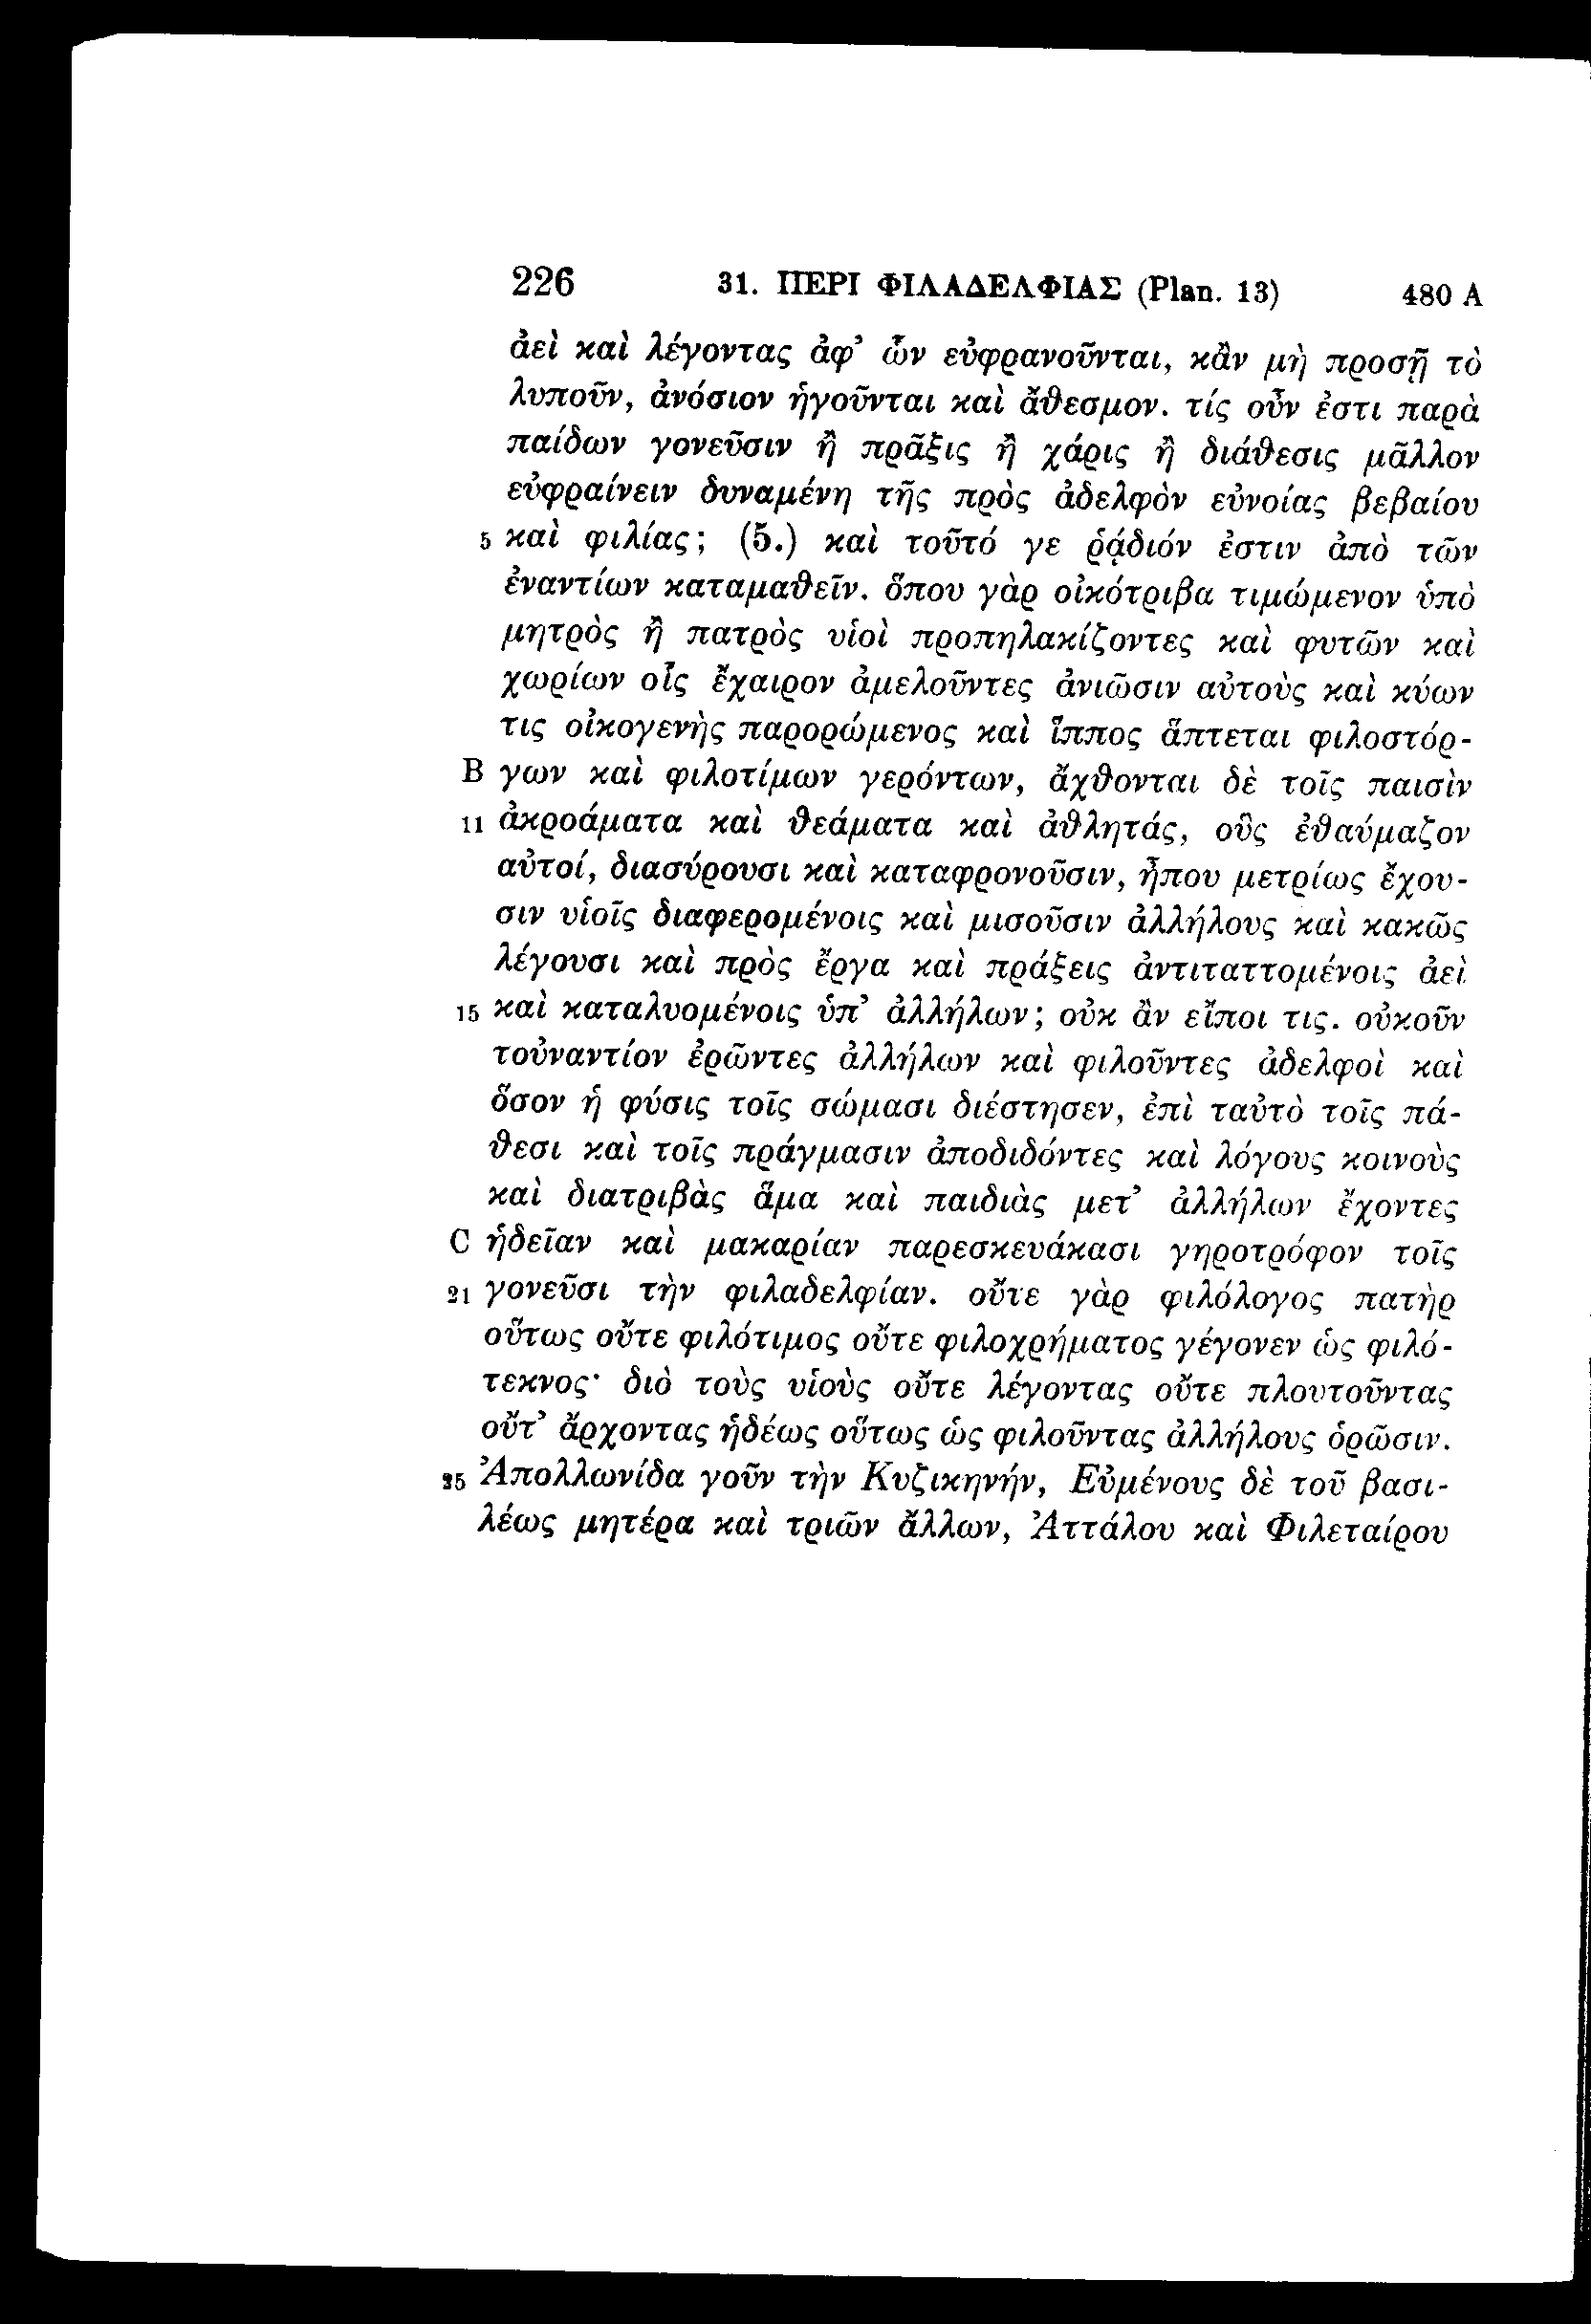 226 31. ΠΕΡΙ ΦΙΛΑΔΕΛΦΙΑΣ (Plan. 13) 480 A
ἀεὶ καὶ λέγοντας ἀφ’ ὧν εὐφρανοῦνται, κἂν μὴ προσῇ τὸ
λυποῦν, ἀνόσιον ἡγοῦνται καὶ ἄθεσμον. τίς οὖν ἐστι παρὰ
παίδων γονεῦσιν ἢ πρᾶξις ἢ χάρις ἢ διάθεσις μᾶλλον
εὐφραίνειν δυναμένη τῆς πρὸς ἀδελφὸν εὐνοίας βεβαίου
5 καὶ φιλίας; (5.) καὶ τοῦτό γε ῥᾴδιόν ἐστιν ἀπὸ τῶν
ἐναντίων καταμαθεῖν. ὅπου γὰρ οἰκότριβα τιμώμενον ὑπὸ
μητρὸς ἢ πατρὸς υἱοὶ προπηλακίζοντες καὶ φυτῶν καὶ
χωρίων οἷς ἔχαιρον ἀμελοῦντες ἀνιῶσιν αὐτοὺς καὶ κύων
τις οἰκογενὴς παρορώμενος καὶ ἵππος ἅπτεται φιλοστόρ-
B γων καὶ φιλοτίμων γερόντων, ἄχθονται δὲ τοῖς παισὶν
11 ἀκροάματα καὶ θεάματα καὶ ἀθλητάς, οὓς ἐθαύμαζον
αὐτοί, διασύρουσι καὶ καταφρονοῦσιν, ἦπου μετρίως ἔχου-
σιν υἱοῖς διαφερομένοις καὶ μισοῦσιν ἀλλήλους καὶ κακῶς
λέγουσι καὶ πρὸς ἔργα καὶ πράξεις ἀντιταττομένοις ἀεὶ
15 καὶ καταλυομένοις ὑπ’ ἀλλήλων; οὐκ ἂν εἴποι τις. οὐκοῦν
τοὐναντίον ἐρῶντες ἀλλήλων καὶ φιλοῦντες ἀδελφοὶ καὶ
ὅσον ἡ φύσις τοῖς σώμασι διέστησεν, ἐπὶ ταὐτὸ τοῖς πά-
θεσι καὶ τοῖς πράγμασιν ἀποδιδόντες καὶ λόγους κοινοὺς
καὶ διατριβὰς ἅμα καὶ παιδιὰς μετ’ ἀλλήλων ἔχοντες
C ἡδεῖαν καὶ μακαρίαν παρεσκευάκασι γηροτρόφον τοῖς
21 γονεῦσι τὴν φιλαδελφίαν. οὔτε γὰρ φιλόλογος πατὴρ
οὕτως οὔτε φιλότιμος οὔτε φιλοχρήματος γέγονεν ὡς φιλό-
τεκνος· διὸ τοὺς υἱοὺς οὔτε λέγοντας οὔτε πλουτοῦντας
οὔτ’ ἄρχοντας ἡδέως οὕτως ὡς φιλοῦντας ἀλλήλους ὁρῶσιν.
25 Ἀπολλωνίδα γοῦν τὴν Κυζικηνήν, Εὐμένους δὲ τοῦ βασι-
λέως μητέρα καὶ τριῶν ἄλλων, Ἀττάλου καὶ Φιλεταίρου